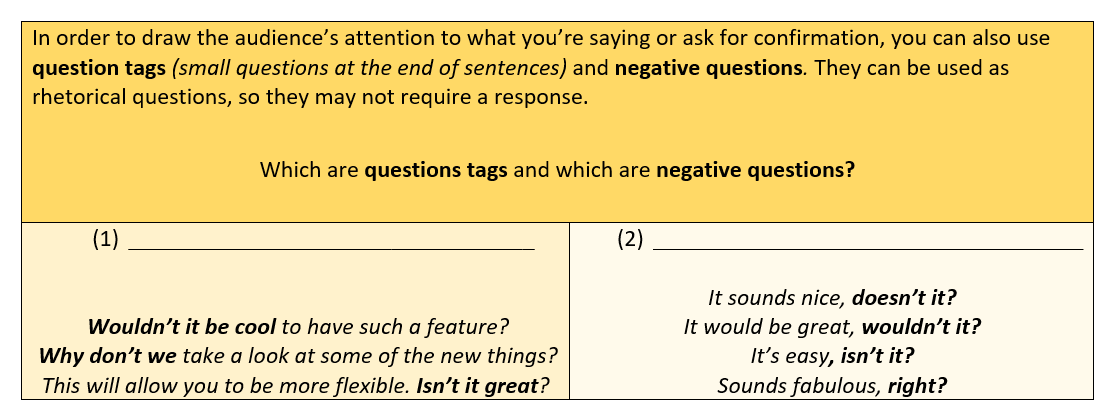 In order to draw the audience’s attention to what you’re saying or ask for confirmation, you can also use
question tags (small questions at the end of sentences) and negative questions. They can be used as
rhetorical questions, so they may not require a response.
Which are questions tags and which are negative questions?
(1) ___________________________________
Wouldn’t it be cool to have such a feature?
Why don’t we take a look at some of the new things?
This will allow you to be more flexible. Isn’t it great?
(2) _____________________________________
It sounds nice, doesn’t it?
It would be great, wouldn’t it?
It’s easy, isn’t it?
Sounds fabulous, right?